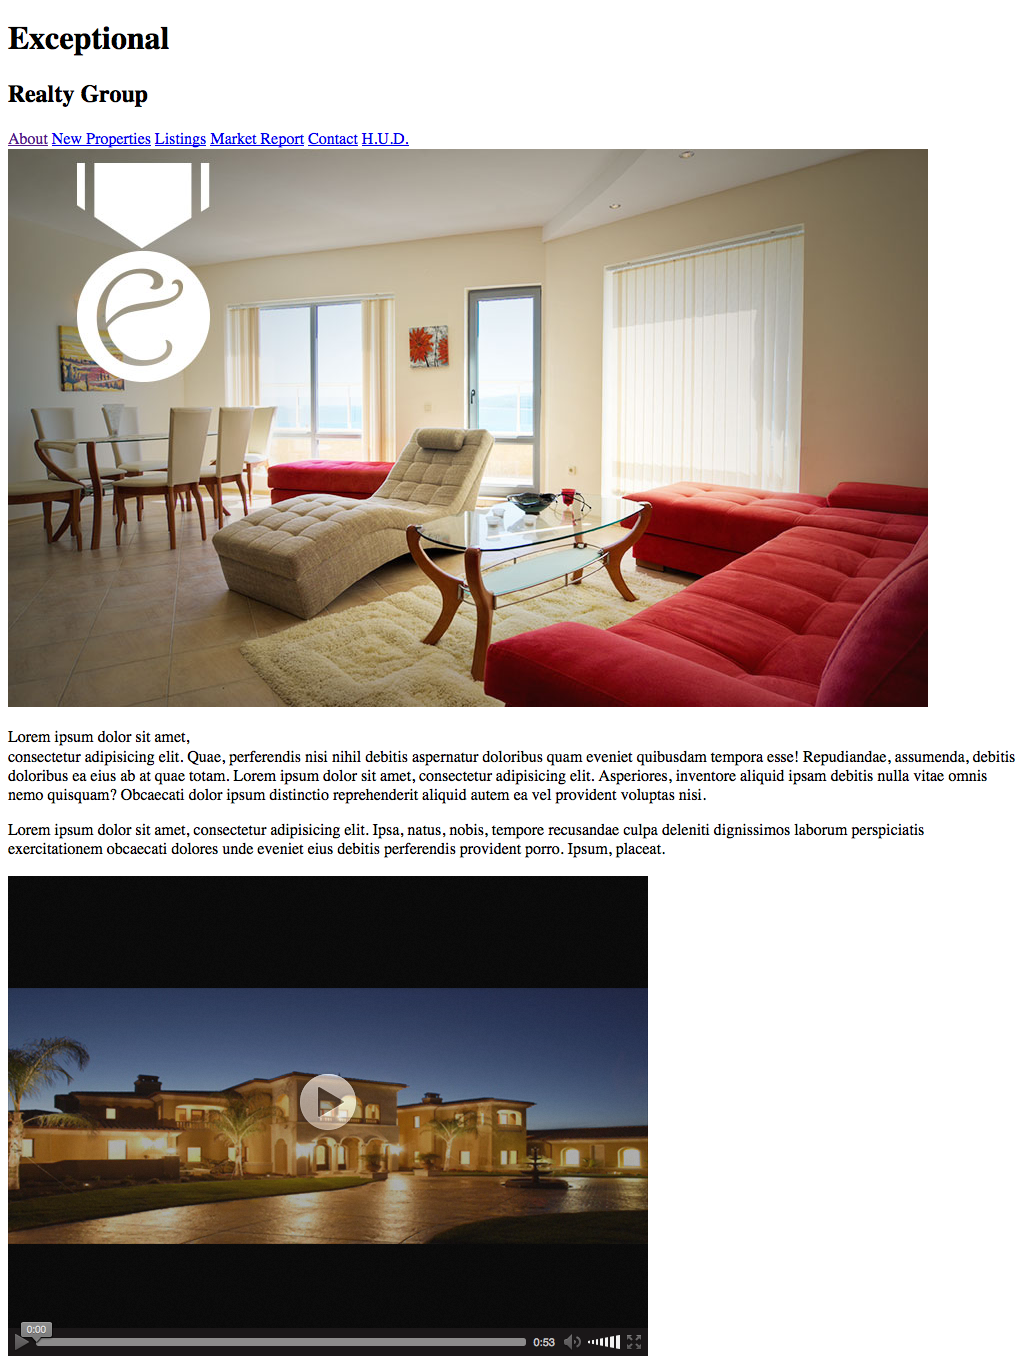 Exceptional
Realty Group
About New Properties Listings Market Report Contact H.U.D.
e
Lorem ipsum dolor sit amet,
consectetur adipisicing elit. Quae, perferendis nisi nihil debitis aspernatur doloribus quam eveniet quibusdam tempora esse! Repudiandae, assumenda, debitis
doloribus ea eius ab at quae totam. Lorem ipsum dolor sit amet, consectetur adipisicing elit. Asperiores, inventore aliquid ipsam debitis nulla vitae omnis
nemo quisquam? Obcaecati dolor ipsum distinctio reprehenderit aliquid autem ea vel provident voluptas nisi.
Lorem ipsum dolor sit amet, consectetur adipisicing elit. Ipsa, natus, nobis, tempore recusandae culpa deleniti dignissimos laborum perspiciatis
exercitationem obcaecati dolores unde eveniet eius debitis perferendis provident porro. Ipsum, placeat.
0:00
0:53